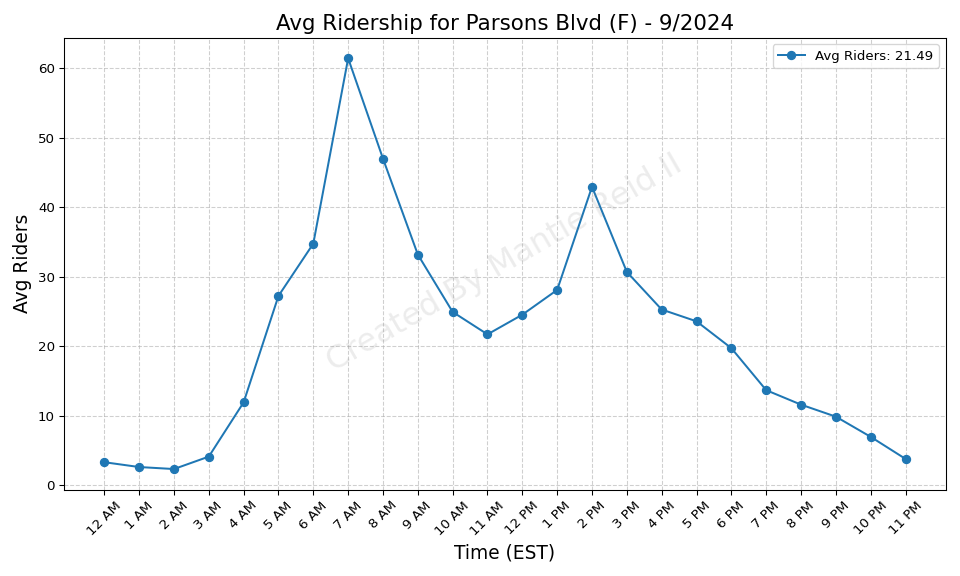 Avg Ridership for Parsons Blvd (F) - 9/2024
Avg Riders: 21.49
Avg Riders
60
50
40
30
20
10
0
Created By Mantie Reid II
12 AM
1 AM
2 AM
3 AM
4 AM
5 AM
6 AM
7 AM
8 AM
9 AM
10 AM
11 AM
12 PM
1 PM
2 PM
3 PM
4 PM
5 PM
6 PM
7 PM
8 PM
9 PM
10 PM
11 PM
Time (EST)